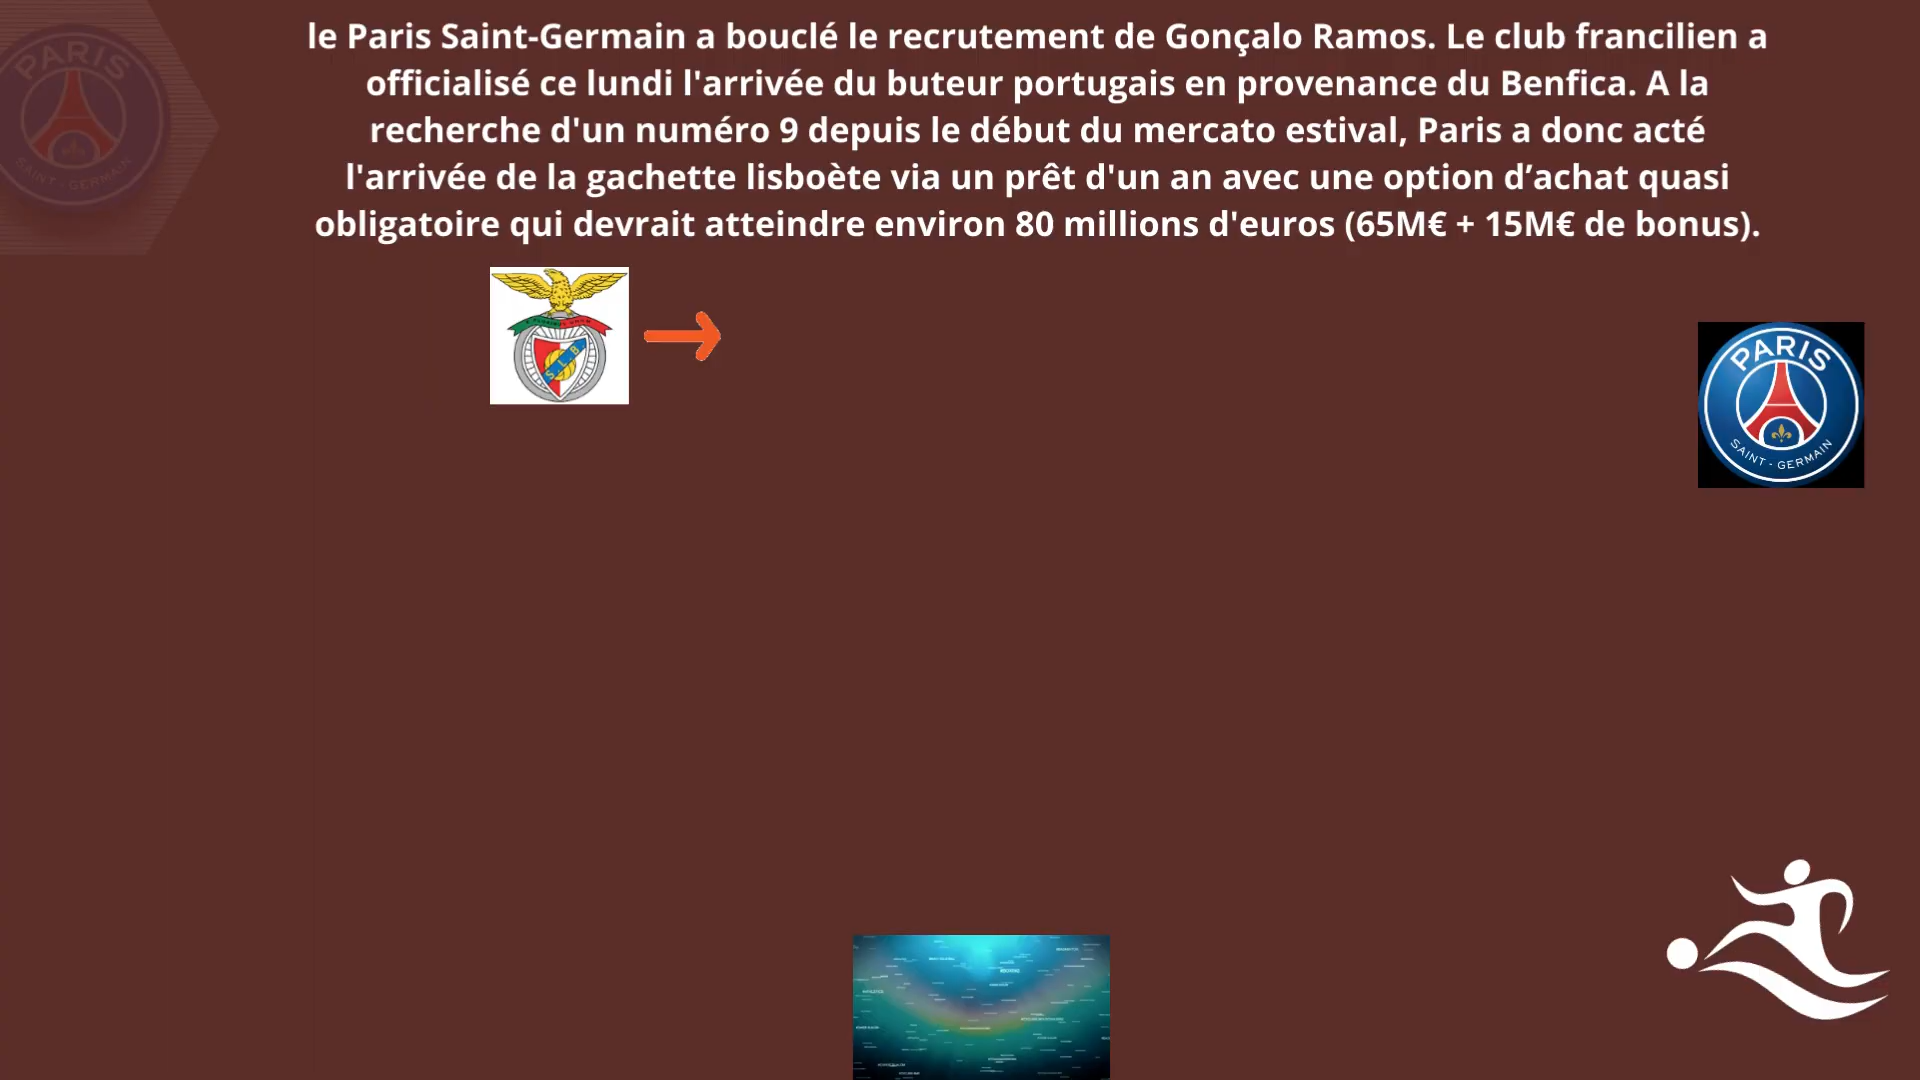 PARIS
SAINT - GERMAIN
le Paris Saint-Germain a bouclé le recrutement de Gonçalo Ramos. Le club francilien a
officialisé ce lundi l'arrivée du buteur portugais en provenance du Benfica. A la
recherche d'un numéro 9 depuis le début du mercato estival, Paris a donc acté
l'arrivée de la gachette lisboète via un prêt d'un an avec une option d’achat quasi
obligatoire qui devrait atteindre environ 80 millions d'euros (65M€ + 15M€ de bonus).
S.L.B.
PARIS
SAINT - GERMAIN